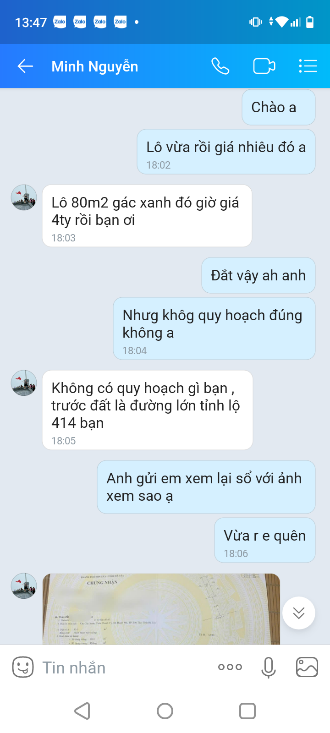 13:47 Zalo Zalo Zalo Zalo
Minh Nguyễn
Chào a
Lô vừa rồi giá nhiêu đó a
18:02
Lô 80m2 gác xanh đó giờ giá
4ty rồi bạn ơi
18:03
Đắt vậy ah anh
Nhưg khôg quy hoạch đúng
không a
18:04
Không có quy hoạch gì bạn ,
trước đất là đường lớn tỉnh lộ
414 bạn
18:05
Anh gửi em xem lại sổ với ảnh
xem sao ạ
Vừa r e quên
18:06
CHỨNG NHẬN
Tin nhắn